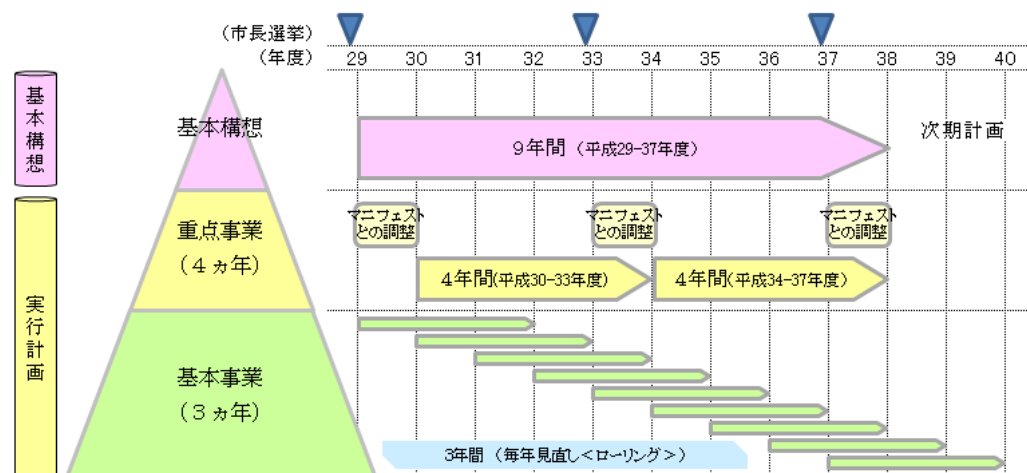 (市長選挙)
(年度)
29 30 31 32 33 34 35 36 37 38 39 40
基本構想
基本構想
9年間（平成29-37年度）
次期計画
実行計画
重点事業
（４ヵ年）
マニフェスト
との調整
マニフェスト
との調整
マニフェスト
との調整
4年間(平成30-33年度)
4年間(平成34-37年度)
基本事業
（３ヵ年）
3年間（毎年見直し＜ローリング＞）